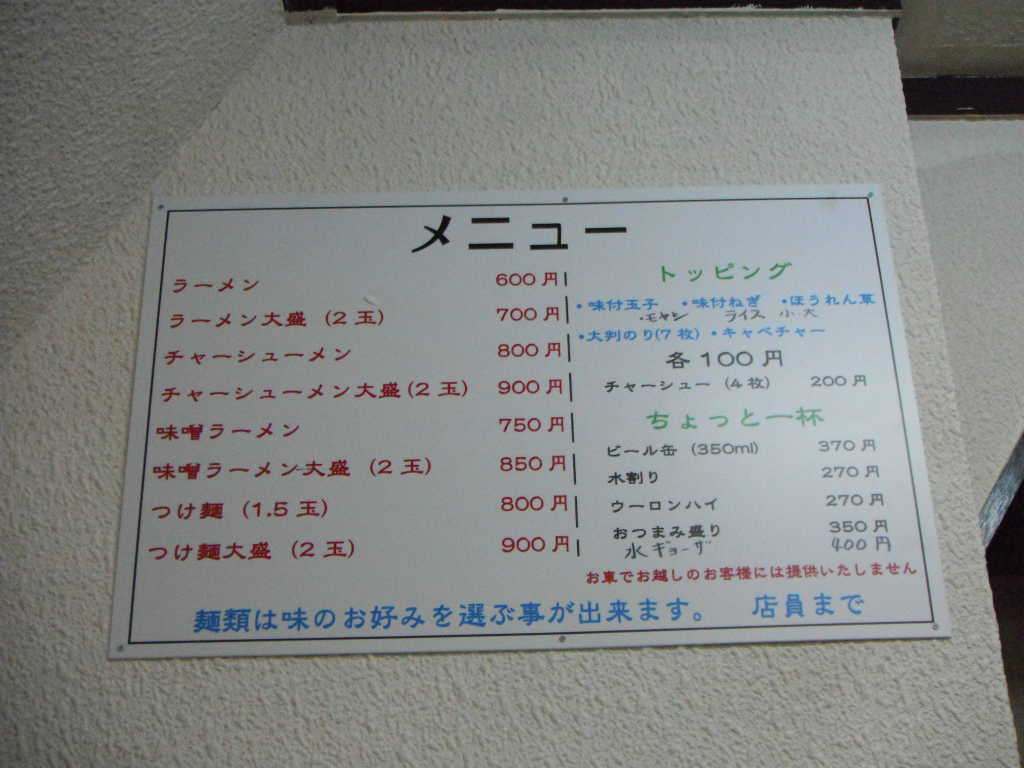 メニュー
ラーメン 600円
ラーメン大盛 (2玉) 700円
チャーシューメン 800円
チャーシューメン大盛(2玉) 900円
味噌ラーメン 750円
味噌ラーメン大盛 (2玉) 850円
つけ麺 (1.5玉) 800円
つけ麺大盛 (2玉) 900円
トッピング
・味付玉子 ・味付ねぎ ・ほうれん草
・モヤシ ライス 小・大
・大判のり(7枚) ・キャベチャー
各100円
チャーシュー (4枚) 200円
ちょっと一杯
ビール缶 (350ml) 370円
水割り 270円
ウーロンハイ 270円
おつまみ盛り 350円
水ギョーザ 400円
お車でお越しのお客様には提供いたしません
麺類は味のお好みを選ぶ事が出来ます。 店員まで